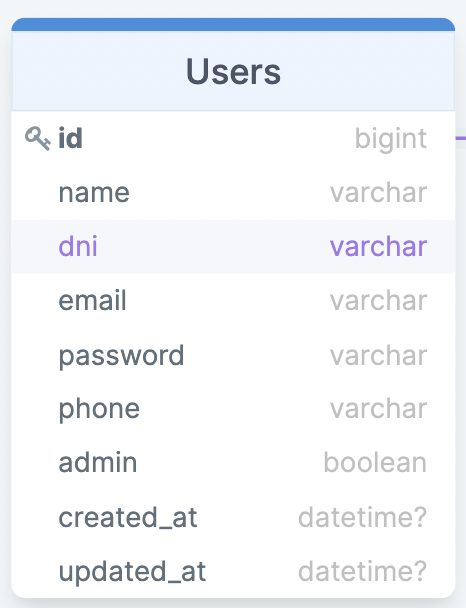 Users
id bigint
name varchar
dni varchar
email varchar
password varchar
phone varchar
admin boolean
created_at datetime?
updated_at datetime?